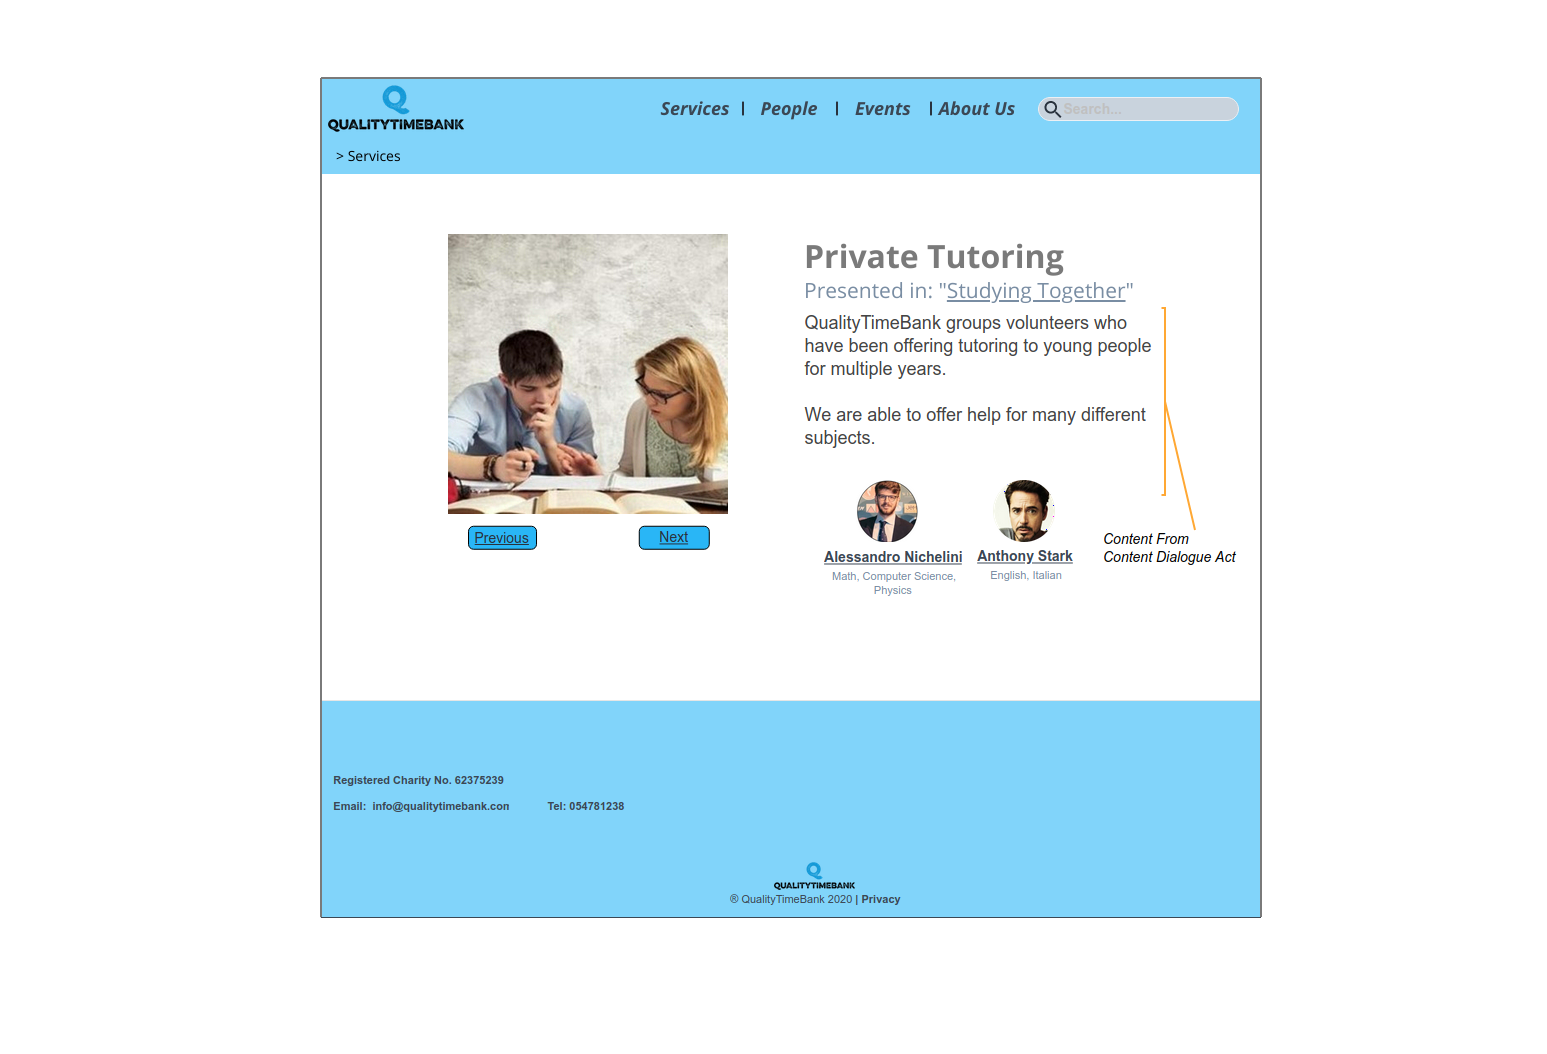 QUALITYTIMEBANK
Services | People | Events | About Us
Search...
> Services
Private Tutoring
Presented in: "Studying Together"
QualityTimeBank groups volunteers who
have been offering tutoring to young people
for multiple years.
We are able to offer help for many different
subjects.
Previous
Next
Alessandro Nichelini
Math, Computer Science,
Physics
Anthony Stark
English, Italian
Content From
Content Dialogue Act
Registered Charity No. 62375239
Email: info@qualitytimebank.con
Tel: 054781238
QUALITYTIMEBANK
® QualityTimeBank 2020 | Privacy